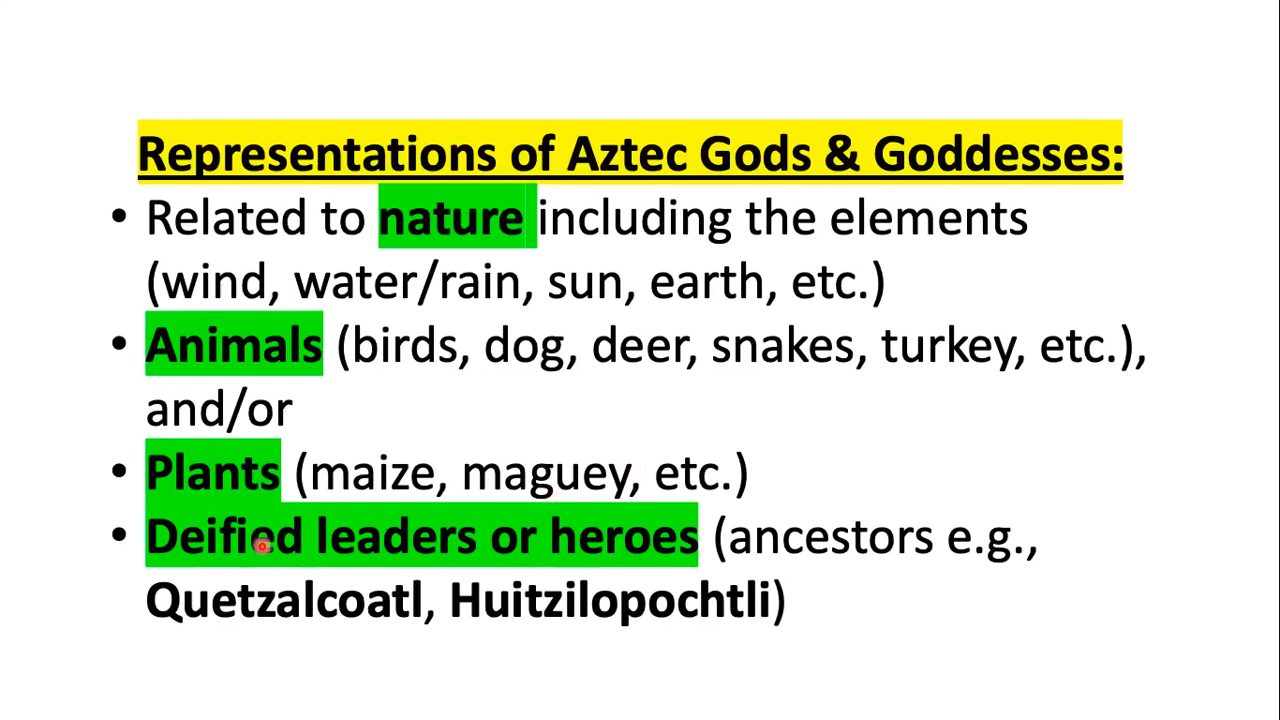 Representations of Aztec Gods & Goddesses:
• Related to nature including the elements
(wind, water/rain, sun, earth, etc.)
• Animals (birds, dog, deer, snakes, turkey, etc.),
and/or
• Plants (maize, maguey, etc.)
• Deified leaders or heroes (ancestors e.g.,
Quetzalcoatl, Huitzilopochtli)